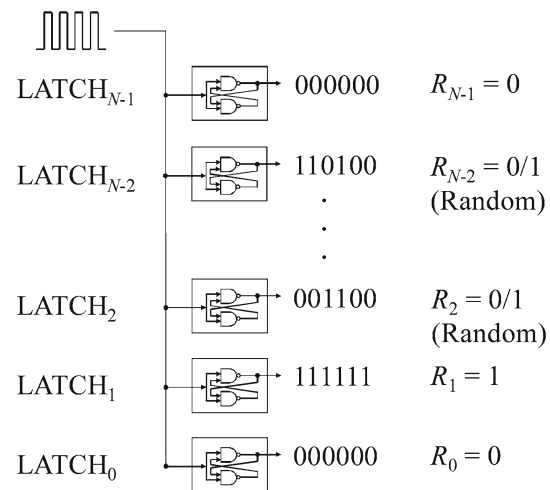 LATCH_{N-1} 000000 R_{N-1} = 0
LATCH_{N-2} 110100 R_{N-2} = 0/1
(Random)
LATCH_2 001100 R_2 = 0/1
(Random)
LATCH_1 111111 R_1 = 1
LATCH_0 000000 R_0 = 0